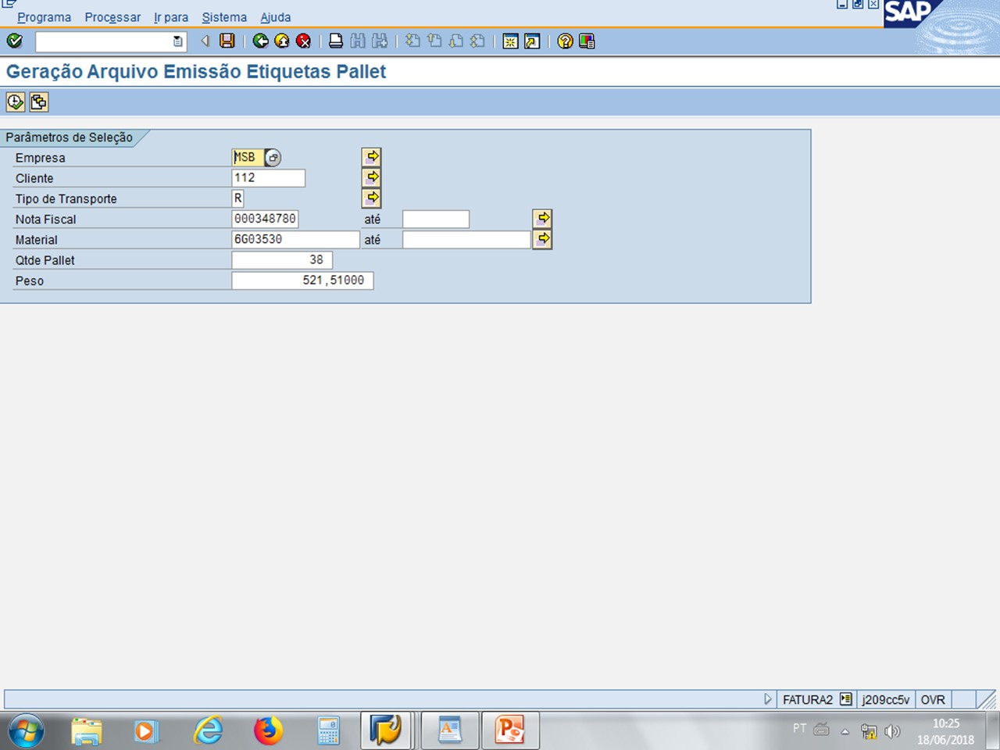 Programa Processar Ir para Sistema Ajuda
SAP
Geração Arquivo Emissão Etiquetas Pallet
Parâmetros de Seleção
Empresa MSB
Cliente 112
Tipo de Transporte R
Nota Fiscal 000348780 até
Material 6G03530 até
Qtde Pallet 38
Peso 521,51000
FATURA2 j209cc5v OVR
PT 10:25
18/06/2018